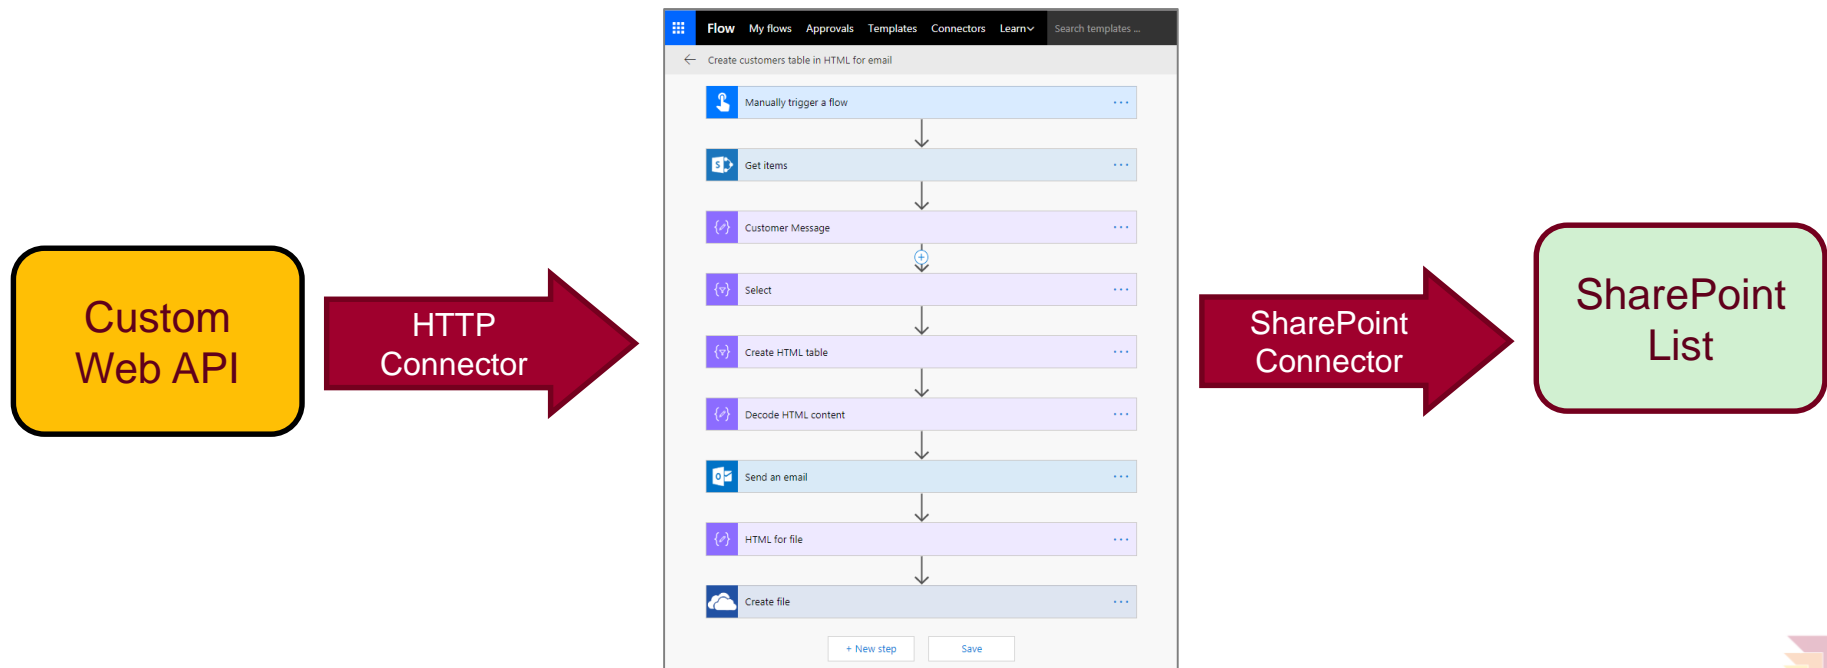 Flow My flows Approvals Templates Connectors Learn Search templates ...
Create customers table in HTML for email
Manually trigger a flow
Get items
Customer Message
Select
Create HTML table
Decode HTML content
Send an email
HTML for file
Create file
+ New step Save
Custom
Web API
HTTP
Connector
SharePoint
Connector
SharePoint
List